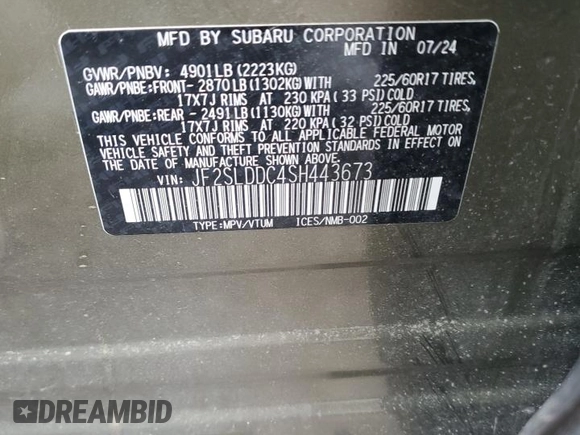 MFD BY SUBARU CORPORATION
MFD IN 07/24
GVWR/PNBV: 4901LB(2223KG)
GAWR/PNBE:FRONT- 2870LB(1302KG)WITH 225/60R17 TIRES,
17X7J RIMS AT 230 KPA(33 PSI)COLD
GAWR/PNBE:REAR - 2491LB(1130KG)WITH 225/60R17 TIRES,
17X7J RIMS AT 220 KPA(32 PSI)COLD
THIS VEHICLE CONFORMS TO ALL APPLICABLE FEDERAL MOTOR
VEHICLE SAFETY AND THEFT PREVENTION STANDARDS IN EFFECT ON
THE DATE OF MANUFACTURE SHOWN ABOVE.
VIN: JF2SLDDC4SH443673
TYPE:MPV/VTUM ICES/NMB-002
DREAMBID